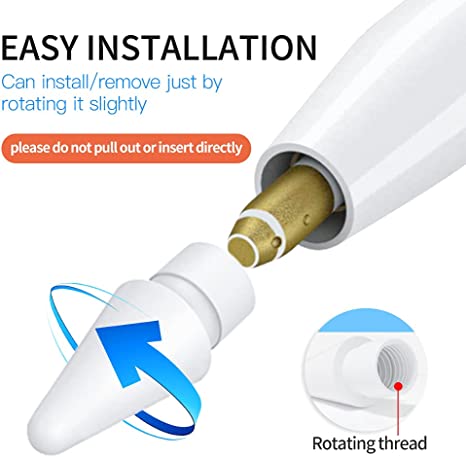 EASY INSTALLATION
Can install/remove just by
rotating it slightly
please do not pull out or insert directly
Rotating thread